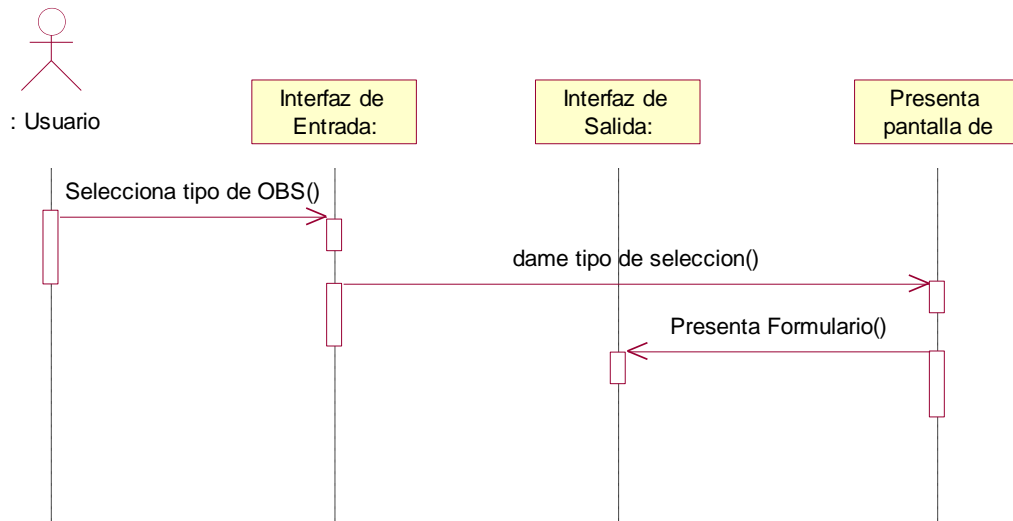 : Usuario
Interfaz de
Entrada:
Interfaz de
Salida:
Presenta
pantalla de
Selecciona tipo de OBS()
dame tipo de seleccion()
Presenta Formulario()